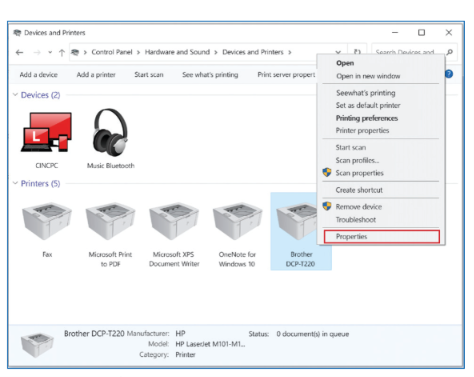 Devices and Printers
Control Panel > Hardware and Sound > Devices and Printers >
Search Devices and
Add a device
Add a printer
Start scan
See what's printing
Print server propert
Open
Open in new window
Seewhat's printing
Set as default printer
Printing preferences
Printer properties
Start scan
Scan profiles...
Scan properties
Create shortcut
Remove device
Troubleshoot
Properties
Devices (2)
L
CINCPC
Music Bluetooth
Printers (5)
Fax
Microsoft Print
to PDF
Microsoft XPS
Document Writer
OneNote for
Windows 10
Brother
DCP-T220
Brother DCP-T220 Manufacturer: HP
Status: 0 document(s) in queue
Model: HP LaserJet M101-M1...
Category: Printer